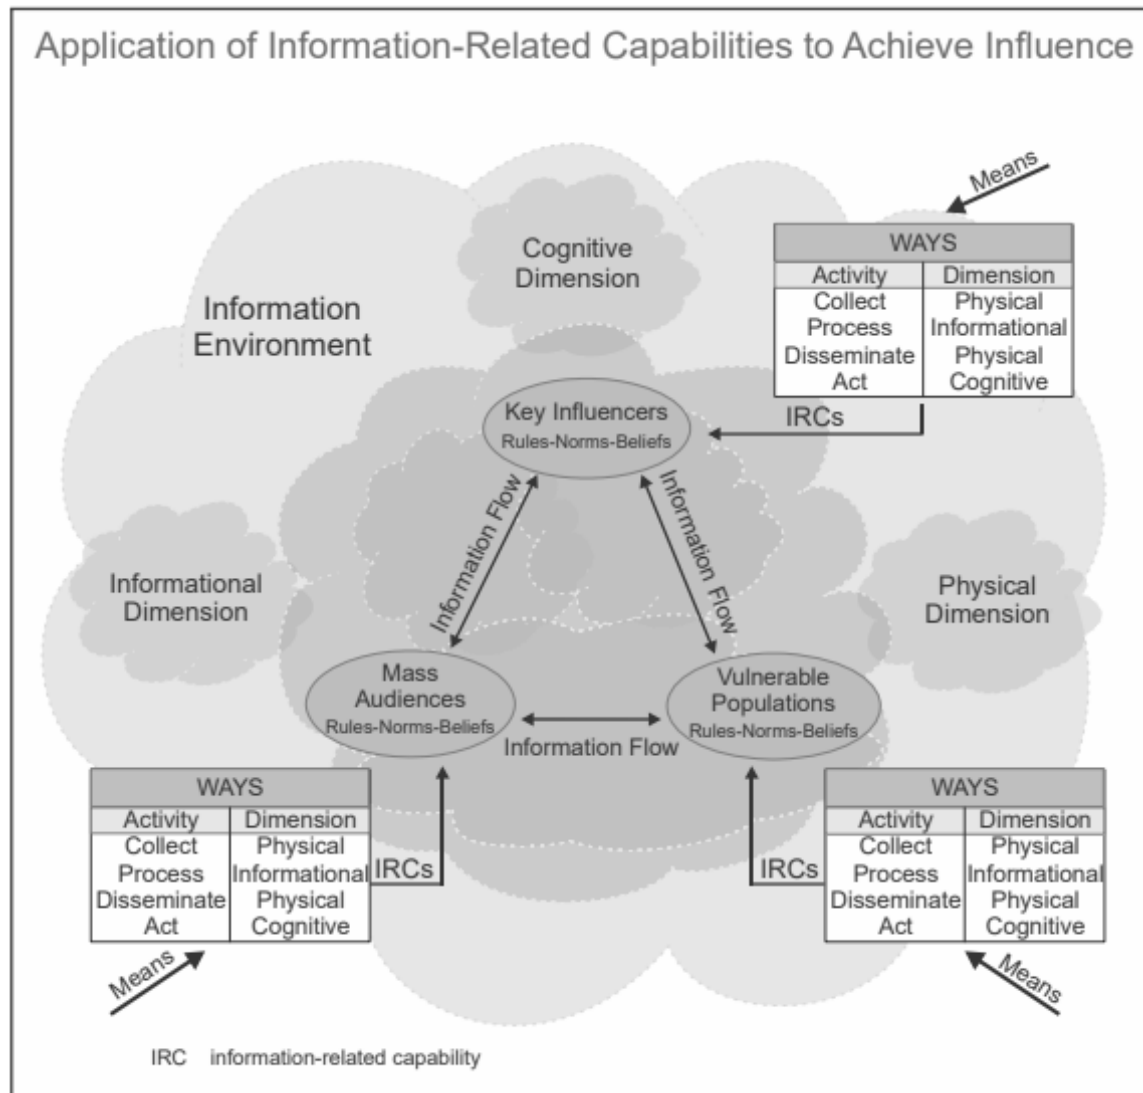 Application of Information-Related Capabilities to Achieve Influence
Means
WAYS
Activity Dimension
Collect Physical
Process Informational
Disseminate Physical
Act Cognitive
IRCs
Cognitive
Dimension
Information
Environment
Key Influencers
Rules-Norms-Beliefs
Information Flow
Information Flow
Informational
Dimension
Physical
Dimension
Mass
Audiences
Rules-Norms-Beliefs
Information Flow
Vulnerable
Populations
Rules-Norms-Beliefs
WAYS
Activity Dimension
Collect Physical
Process Informational
Disseminate Physical
Act Cognitive
IRCs
Means
WAYS
Activity Dimension
Collect Physical
Process Informational
Disseminate Physical
Act Cognitive
IRCs
Means
IRC information-related capability